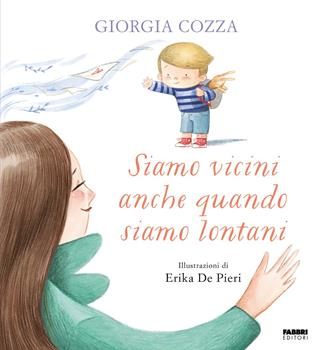 GIORGIA COZZA
Siamo vicini
anche quando
siamo lontani
Illustrazioni di
Erika De Pieri
FABBRI
EDITORI